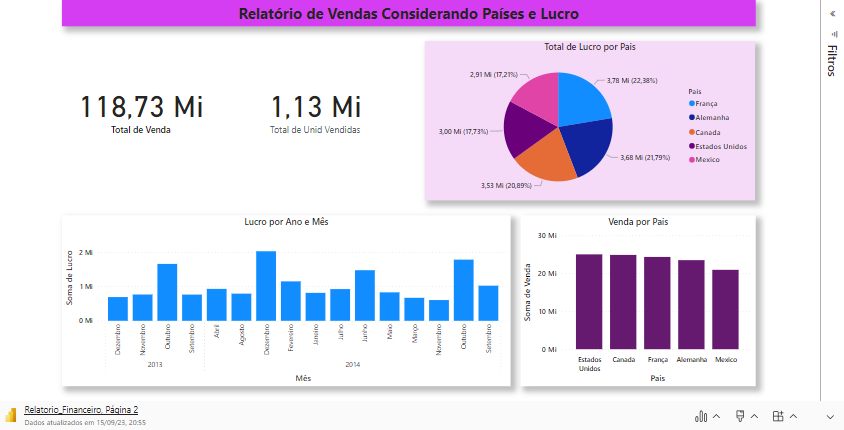 Relatório de Vendas Considerando Países e Lucro
Filtros
118,73 Mi
Total de Venda
1,13 Mi
Total de Unid Vendidas
Total de Lucro por País
2,91 Mi (17,21%)
3,78 Mi (22,38%)
3,00 Mi (17,73%)
3,68 Mi (21,79%)
3,53 Mi (20,89%)
País
França
Alemanha
Canada
Estados Unidos
Mexico
Lucro por Ano e Mês
Soma de Lucro
2 Mi
1 Mi
0 Mi
Dezembro
Novembro
Outubro
Setembro
Abril
Agosto
Dezembro
Fevereiro
Janeiro
Julho
Junho
Maio
Março
Novembro
Outubro
Setembro
2013
2014
Mês
Venda por País
Soma de Venda
30 Mi
20 Mi
10 Mi
0 Mi
Estados
Unidos
Canada
França
Alemanha
Mexico
País
Relatorio_Financeiro, Página 2
Dados atualizados em 15/09/23, 20:55